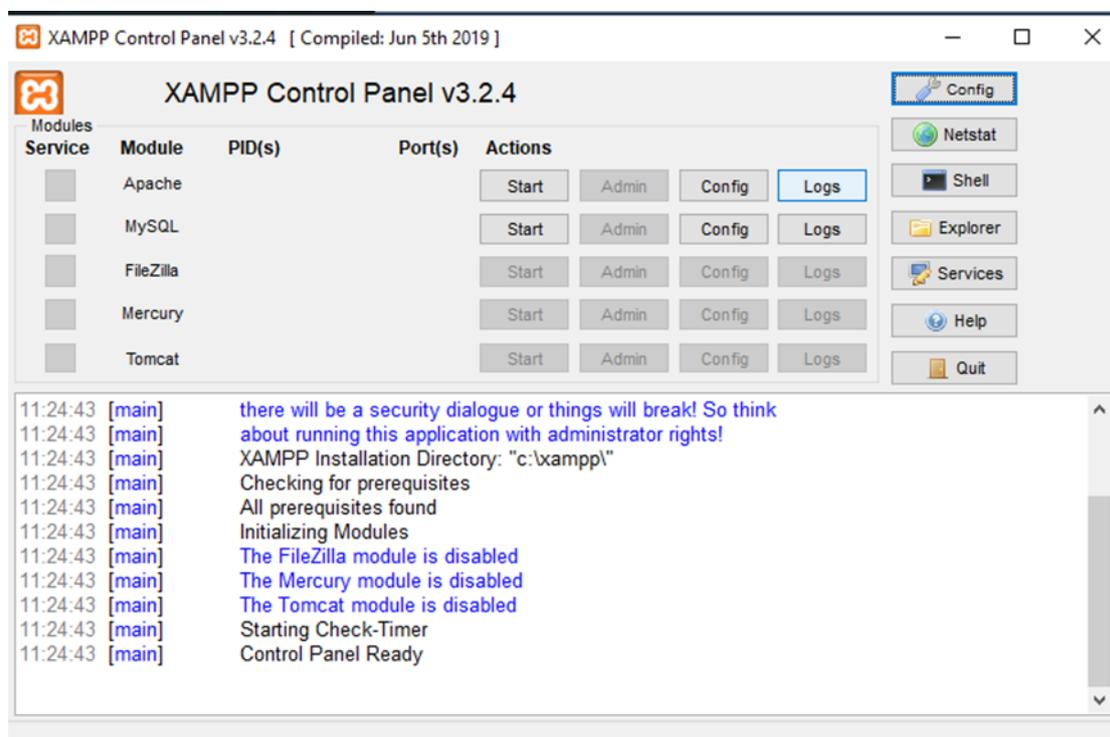 XAMPP Control Panel v3.2.4 [ Compiled: Jun 5th 2019 ]
XAMPP Control Panel v3.2.4
Config
Modules
Netstat
Service Module PID(s) Port(s) Actions
Apache Start Admin Config Logs
Shell
MySQL Start Admin Config Logs
Explorer
FileZilla Start Admin Config Logs
Services
Mercury Start Admin Config Logs
Help
Tomcat Start Admin Config Logs
Quit
11:24:43 [main] there will be a security dialogue or things will break! So think
11:24:43 [main] about running this application with administrator rights!
11:24:43 [main] XAMPP Installation Directory: "c:\xampp\"
11:24:43 [main] Checking for prerequisites
11:24:43 [main] All prerequisites found
11:24:43 [main] Initializing Modules
11:24:43 [main] The FileZilla module is disabled
11:24:43 [main] The Mercury module is disabled
11:24:43 [main] The Tomcat module is disabled
11:24:43 [main] Starting Check-Timer
11:24:43 [main] Control Panel Ready